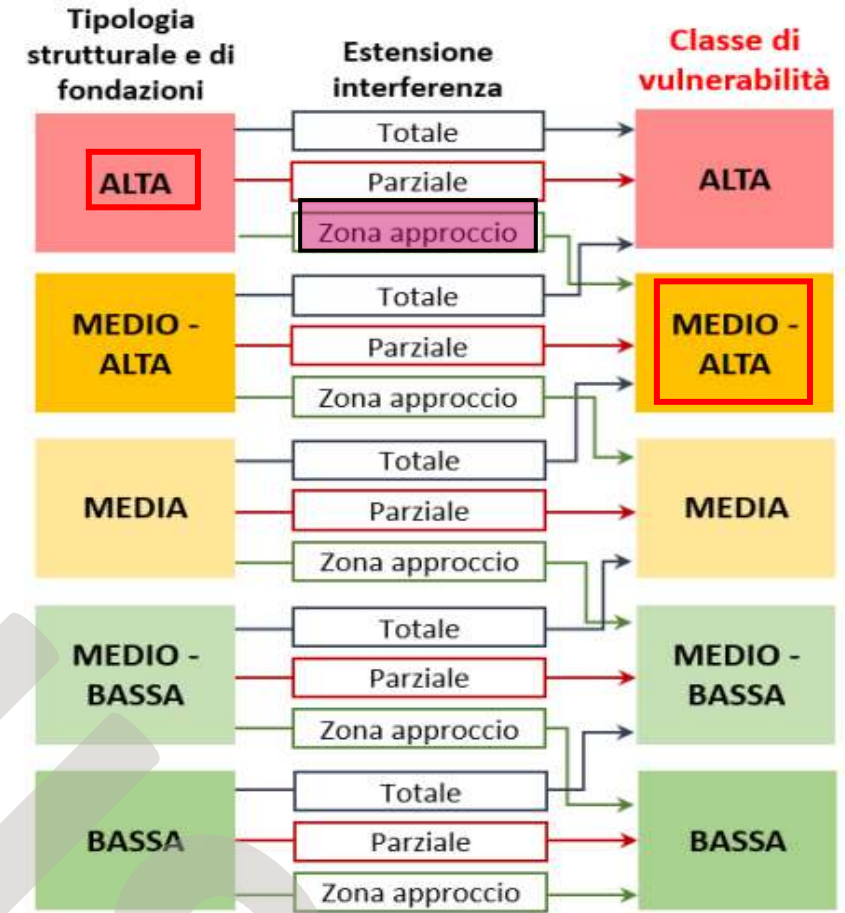 Tipologia
strutturale e di
fondazioni
Estensione
interferenza
Classe di
vulnerabilità
ALTA
Totale
Parziale
Zona approccio
ALTA
MEDIO -
ALTA
Totale
Parziale
Zona approccio
MEDIO -
ALTA
MEDIA
Totale
Parziale
Zona approccio
MEDIA
MEDIO -
BASSA
Totale
Parziale
Zona approccio
MEDIO -
BASSA
BASSA
Totale
Parziale
Zona approccio
BASSA